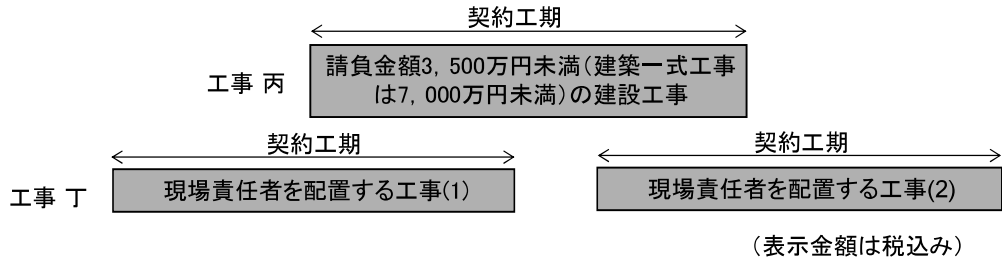 契約工期
工事 丙
請負金額3，500万円未満（建築一式工事
は7，000万円未満）の建設工事
契約工期
契約工期
工事 丁
現場責任者を配置する工事(1)
現場責任者を配置する工事(2)
（表示金額は税込み）